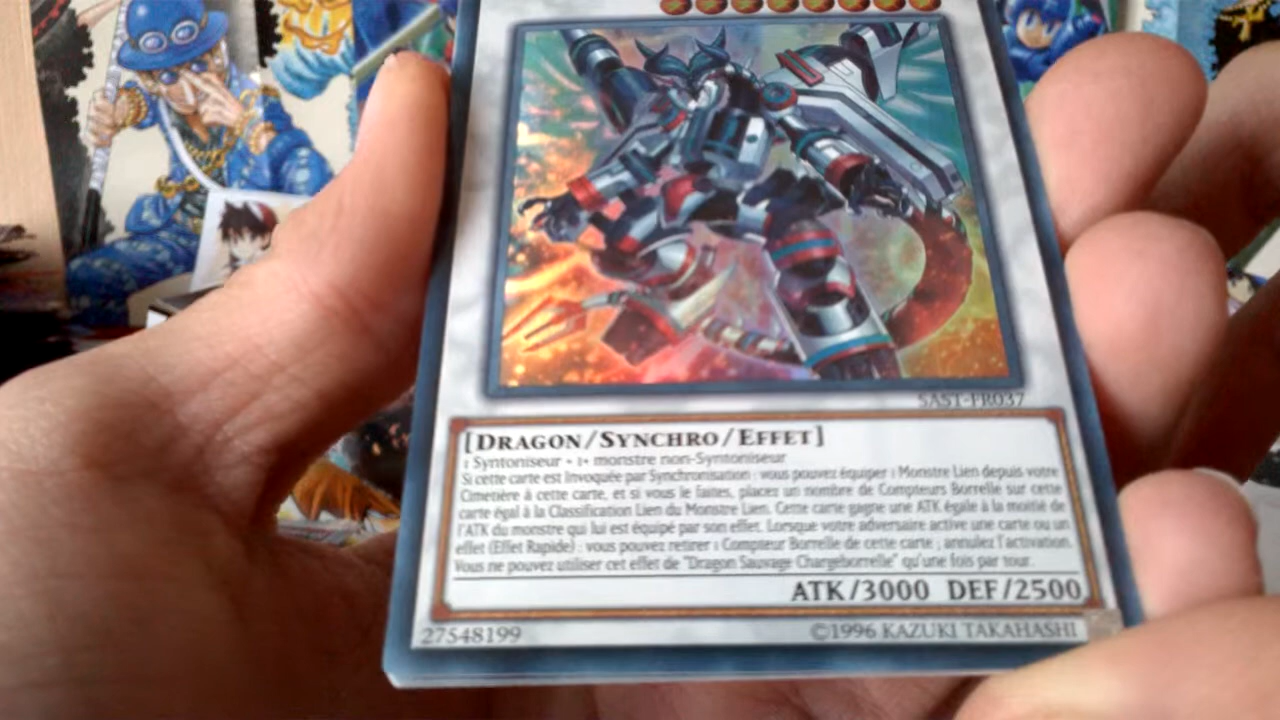 SAST-FR037
[DRAGON/SYNCHRO/EFFET]
1 Syntoniseur + 1+ monstre non-Syntoniseur
Si cette carte est Invoquée par Synchronisation : vous pouvez équiper 1 Monstre Lien depuis votre
Cimetière à cette carte, et si vous le faites, placez un nombre de Compteurs Borrelle sur cette
carte égal à la Classification Lien du Monstre Lien. Cette carte gagne une ATK égale à la moitié de
l'ATK du monstre qui lui est équipé par son effet. Lorsque votre adversaire active une carte ou un
effet (Effet Rapide) : vous pouvez retirer 1 Compteur Borrelle de cette carte ; annulez l'activation.
Vous ne pouvez utiliser cet effet de "Dragon Sauvage Chargeborrelle" qu'une fois par tour.
ATK/3000 DEF/2500
27548199
©1996 KAZUKI TAKAHASHI